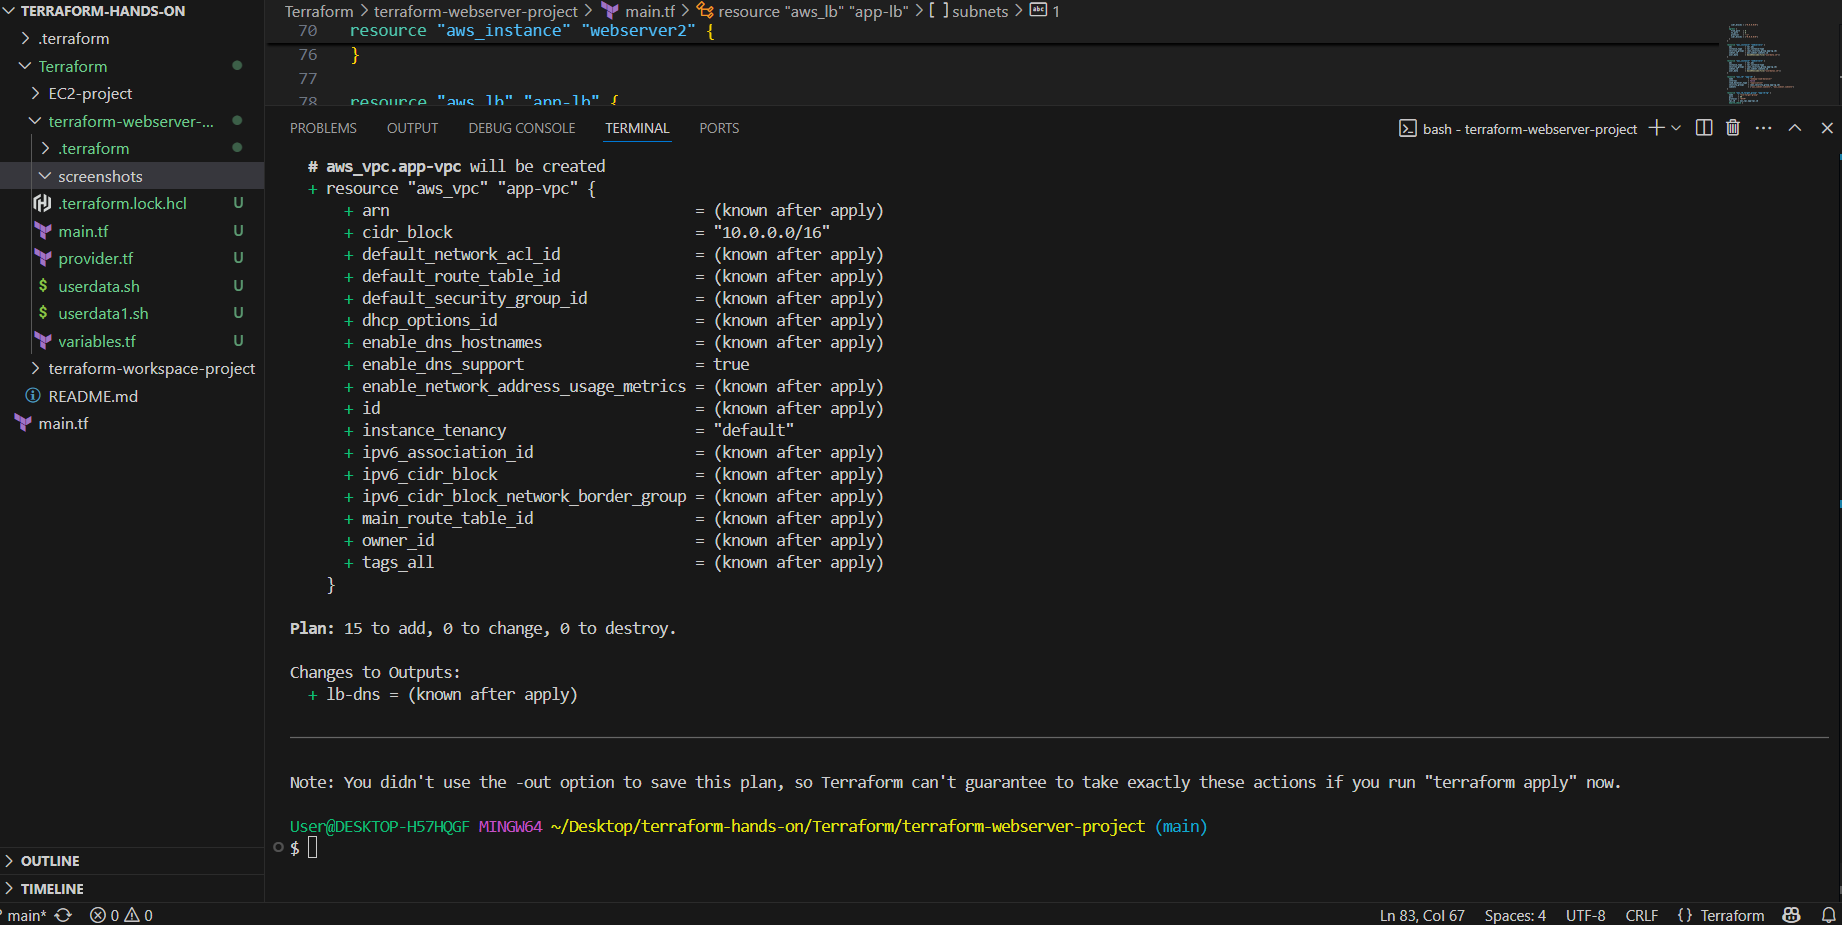 TERRAFORM-HANDS-ON
.terraform
Terraform
EC2-project
terraform-webserver-...
.terraform
screenshots
.terraform.lock.hcl U
main.tf U
provider.tf U
$ userdata.sh U
$ userdata1.sh U
variables.tf U
terraform-workspace-project
README.md
main.tf
OUTLINE
TIMELINE
Terraform > terraform-webserver-project > main.tf > resource "aws_lb" "app-lb" > [ ] subnets > abc 1
70 resource "aws_instance" "webserver2" {
76 }
77
78 resource "aws_lb" "app-lb" {
PROBLEMS OUTPUT DEBUG CONSOLE TERMINAL PORTS
bash - terraform-webserver-project
# aws_vpc.app-vpc will be created
+ resource "aws_vpc" "app-vpc" {
+ arn = (known after apply)
+ cidr_block = "10.0.0.0/16"
+ default_network_acl_id = (known after apply)
+ default_route_table_id = (known after apply)
+ default_security_group_id = (known after apply)
+ dhcp_options_id = (known after apply)
+ enable_dns_hostnames = (known after apply)
+ enable_dns_support = true
+ enable_network_address_usage_metrics = (known after apply)
+ id = (known after apply)
+ instance_tenancy = "default"
+ ipv6_association_id = (known after apply)
+ ipv6_cidr_block = (known after apply)
+ ipv6_cidr_block_network_border_group = (known after apply)
+ main_route_table_id = (known after apply)
+ owner_id = (known after apply)
+ tags_all = (known after apply)
}
Plan: 15 to add, 0 to change, 0 to destroy.
Changes to Outputs:
+ lb-dns = (known after apply)
Note: You didn't use the -out option to save this plan, so Terraform can't guarantee to take exactly these actions if you run "terraform apply" now.
User@DESKTOP-H57HQGF MINGW64 ~/Desktop/terraform-hands-on/Terraform/terraform-webserver-project (main)
$
main* 0 0
Ln 83, Col 67 Spaces: 4 UTF-8 CRLF {} Terraform